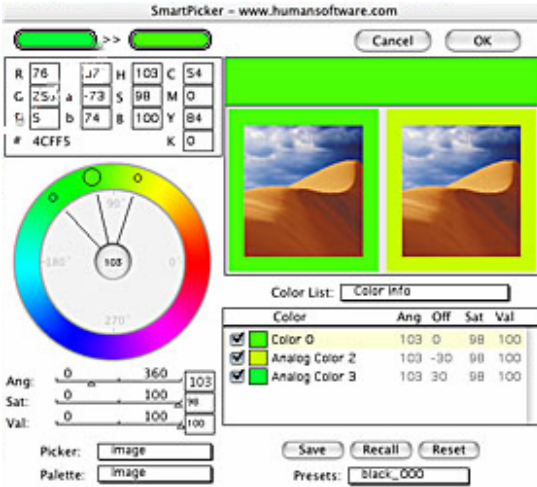 SmartPicker – www.humansoftware.com
>> Cancel OK
R 76 H 103 C 54
G a -73 S 98 M 0
5 b 74 B 100 Y 84
# 4CFF5 K 0
90°
-180° 103 0°
270°
Color List: Color Info
Color Ang Off Sat Val
Color 0 103 0 98 100
Analog Color 2 103 -30 98 100
Analog Color 3 103 30 98 100
Ang: 0 360 103
Sat: 0 100 98
Val: 0 100 100
Picker: Image
Palette: Image
Save Recall Reset
Presets: black_000